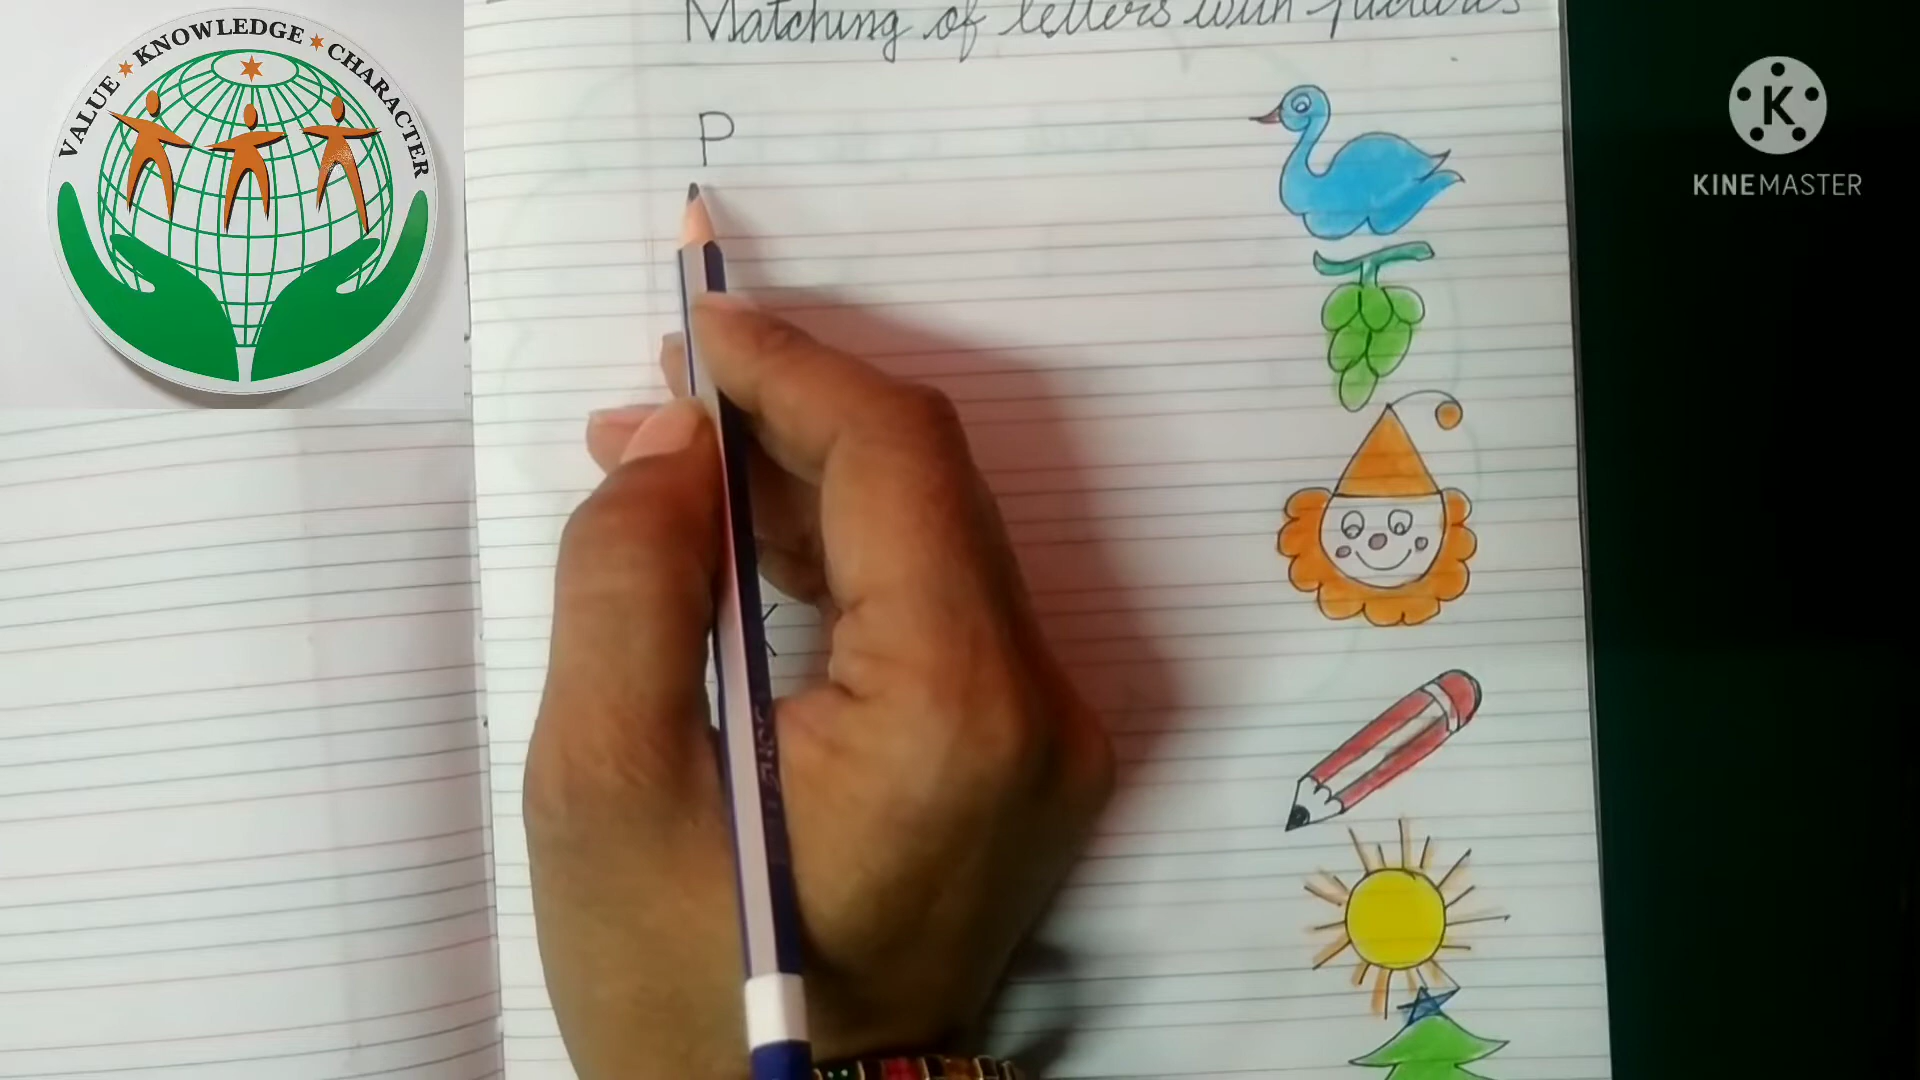 VALUE ★ KNOWLEDGE ★ CHARACTER
Matching of letters with pictures
P
K
KINEMASTER